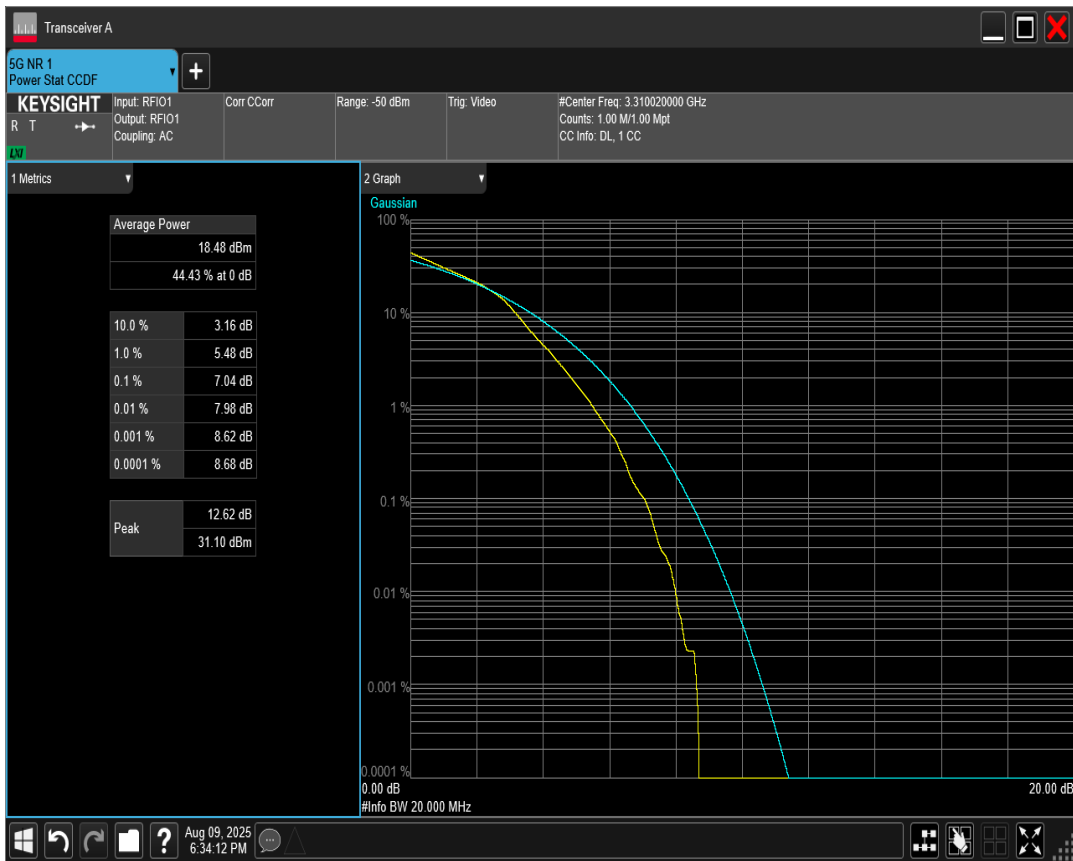 Transceiver A
5G NR 1
Power Stat CCDF
+
KEYSIGHT
R T
LXI
Input: RFIO1
Output: RFIO1
Coupling: AC
Corr CCorr
Range: -50 dBm
Trig: Video
#Center Freq: 3.310020000 GHz
Counts: 1.00 M/1.00 Mpt
CC Info: DL, 1 CC
1 Metrics
Average Power
18.48 dBm
44.43 % at 0 dB
10.0 % 3.16 dB
1.0 % 5.48 dB
0.1 % 7.04 dB
0.01 % 7.98 dB
0.001 % 8.62 dB
0.0001 % 8.68 dB
Peak
12.62 dB
31.10 dBm
2 Graph
Gaussian
100 %
10 %
1 %
0.1 %
0.01 %
0.001 %
0.0001 %
0.00 dB 20.00 dB
#Info BW 20.000 MHz
?
Aug 09, 2025
6:34:12 PM